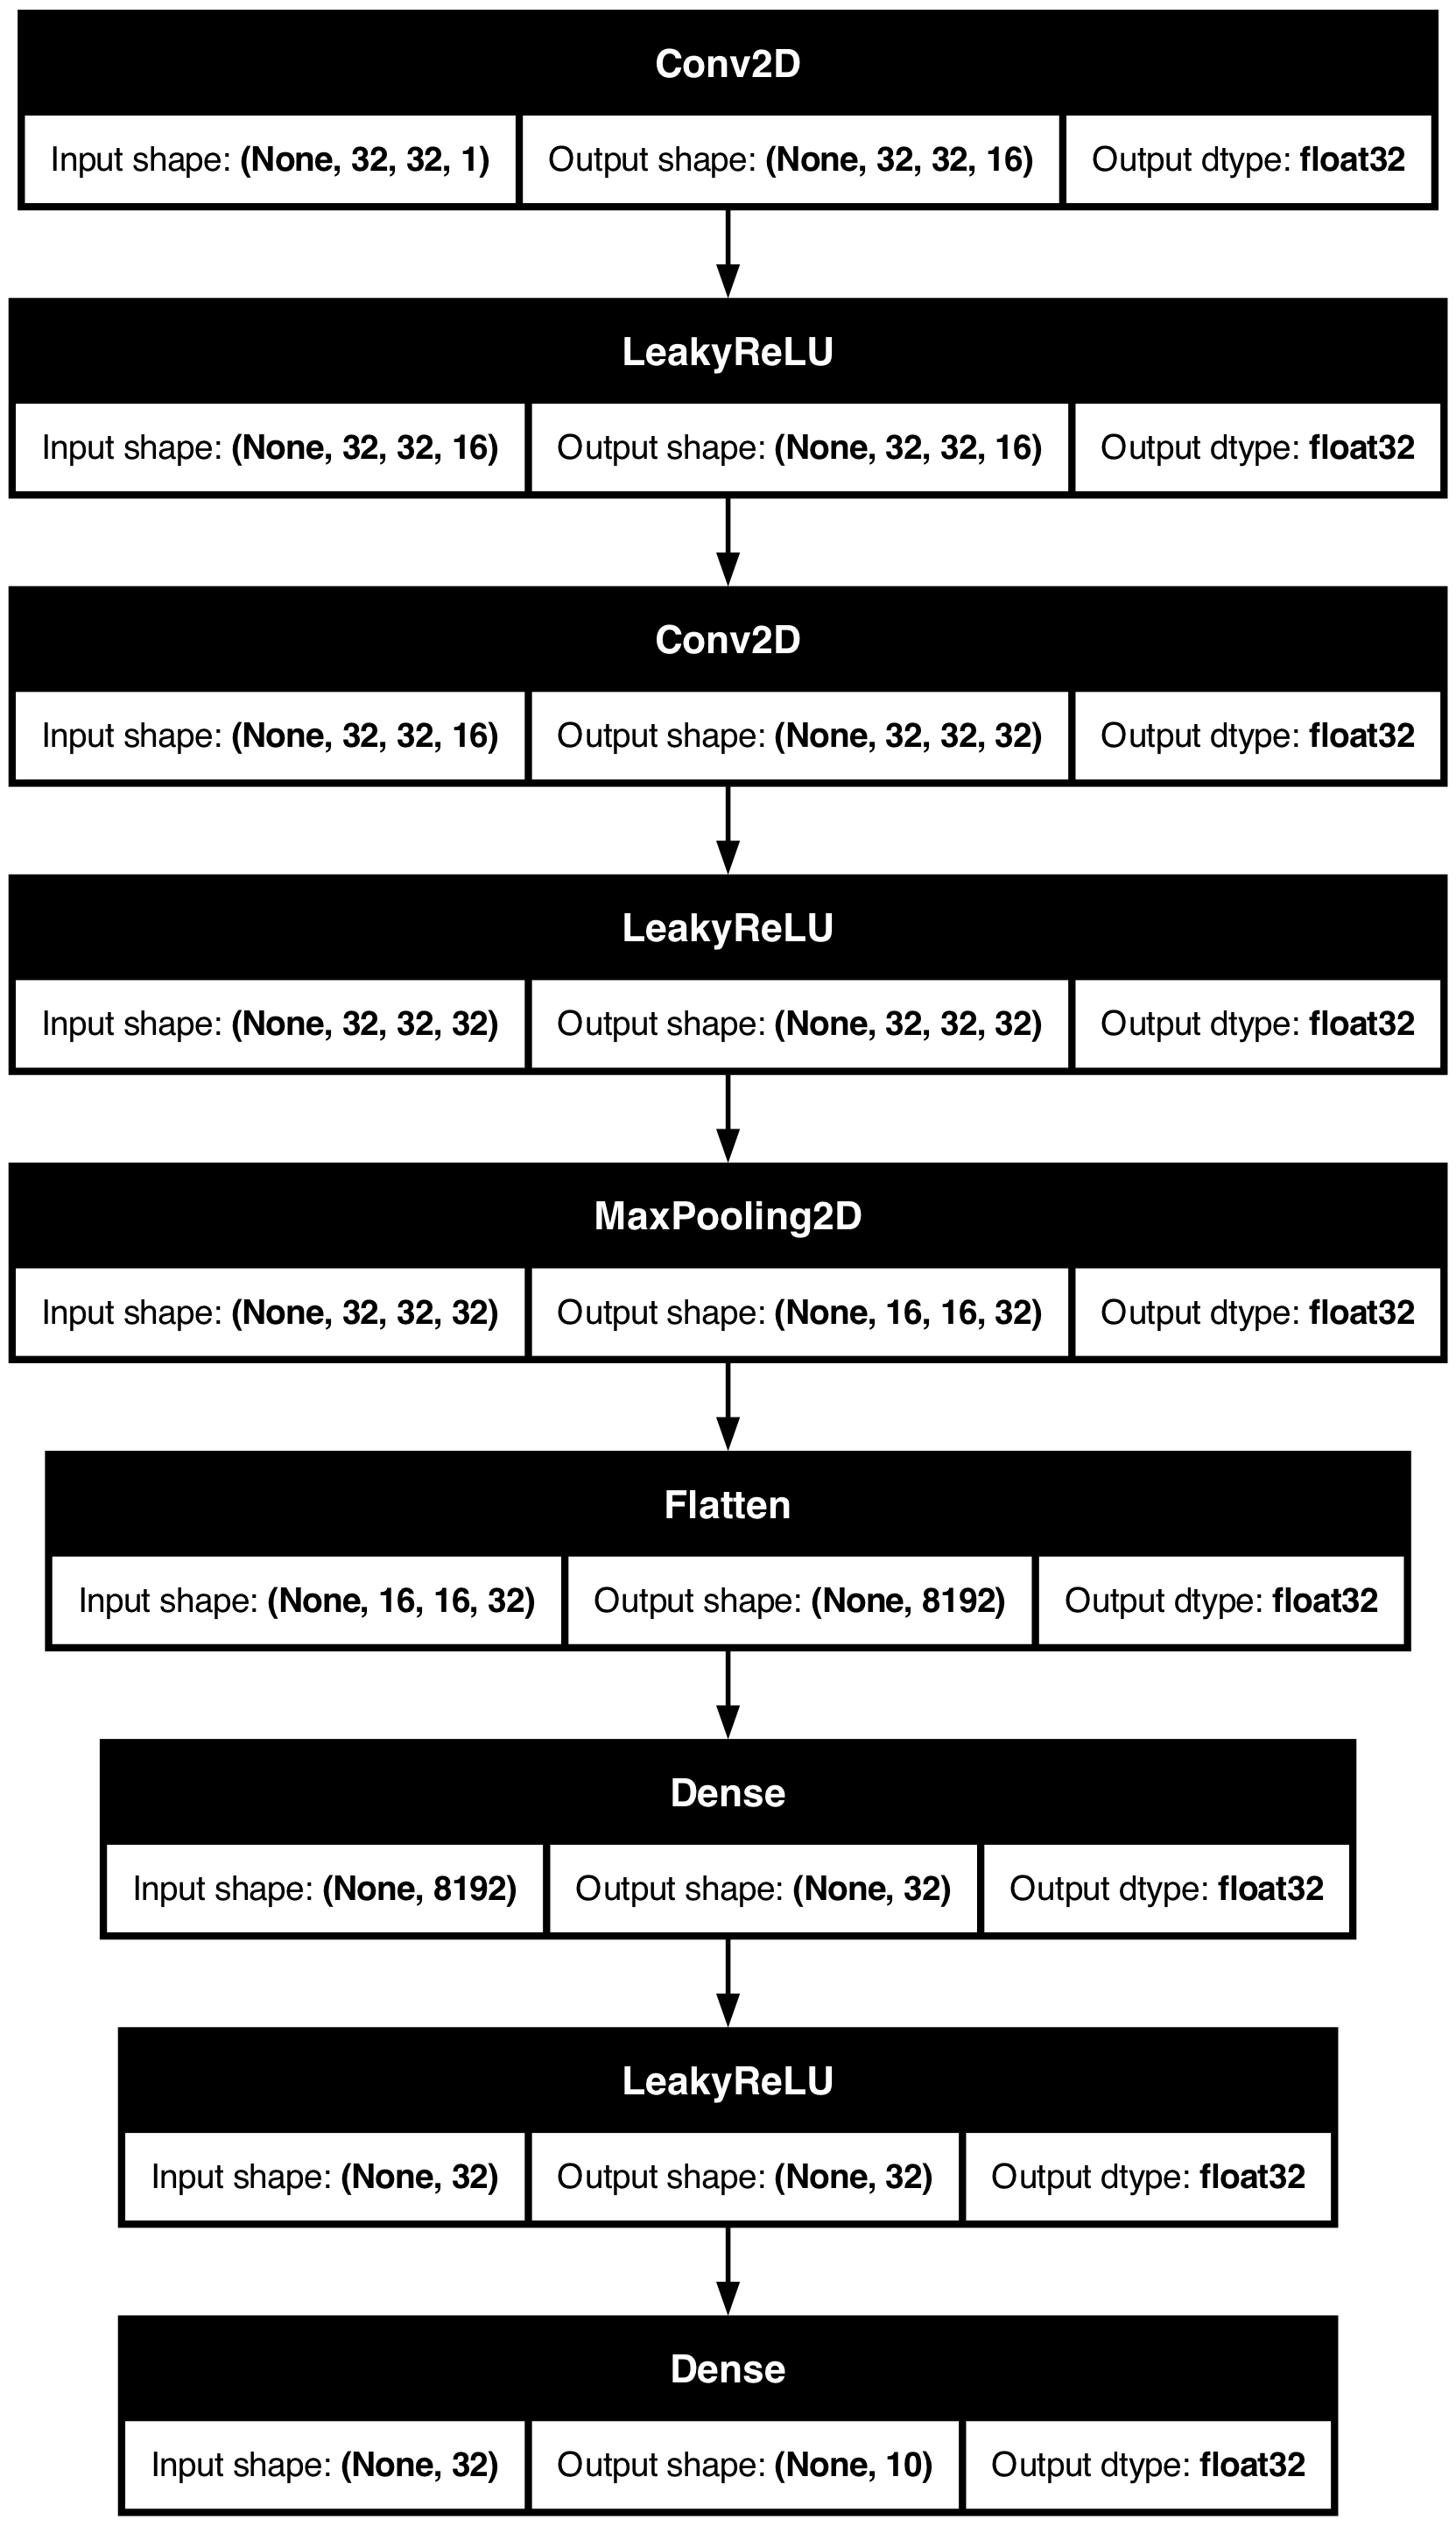 Conv2D
Input shape: (None, 32, 32, 1) Output shape: (None, 32, 32, 16) Output dtype: float32
LeakyReLU
Input shape: (None, 32, 32, 16) Output shape: (None, 32, 32, 16) Output dtype: float32
Conv2D
Input shape: (None, 32, 32, 16) Output shape: (None, 32, 32, 32) Output dtype: float32
LeakyReLU
Input shape: (None, 32, 32, 32) Output shape: (None, 32, 32, 32) Output dtype: float32
MaxPooling2D
Input shape: (None, 32, 32, 32) Output shape: (None, 16, 16, 32) Output dtype: float32
Flatten
Input shape: (None, 16, 16, 32) Output shape: (None, 8192) Output dtype: float32
Dense
Input shape: (None, 8192) Output shape: (None, 32) Output dtype: float32
LeakyReLU
Input shape: (None, 32) Output shape: (None, 32) Output dtype: float32
Dense
Input shape: (None, 32) Output shape: (None, 10) Output dtype: float32